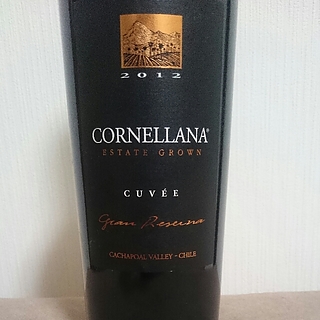 2012
CORNELLANA®
ESTATE GROWN
CUVÉE
Gran Reserva
CACHAPOAL VALLEY - CHILE